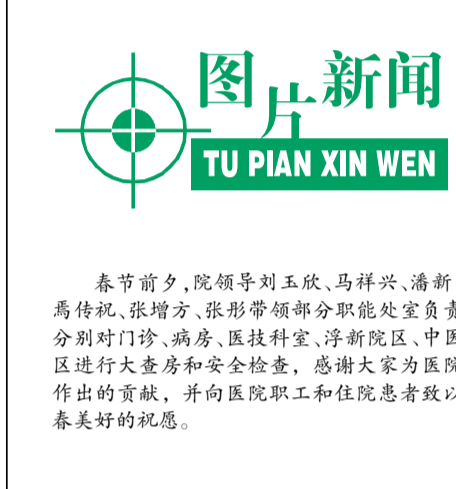 图片新闻
TU PIAN XIN WEN
春节前夕,院领导刘玉欣、马祥兴、潘新
焉传祝、张增方、张彤带领部分职能处室负责
分别对门诊、病房、医技科室、浮新院区、中医
区进行大查房和安全检查，感谢大家为医院
作出的贡献，并向医院职工和住院患者致以
春美好的祝愿。